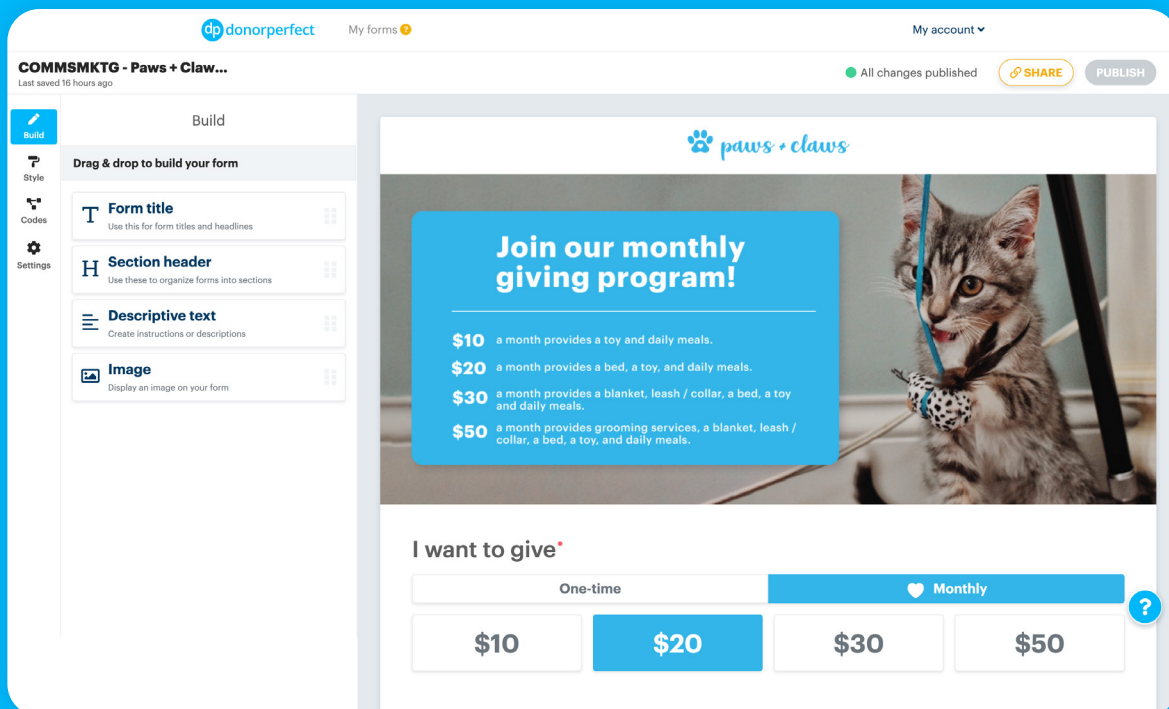 dp donorperfect
My forms ?
My account
COMMSMKTG - Paws + Claw...
Last saved 16 hours ago
All changes published
SHARE
PUBLISH
Build
Style
Codes
Settings
Build
Drag & drop to build your form
Form title
Use this for form titles and headlines
H Section header
Use these to organize forms into sections
Descriptive text
Create instructions or descriptions
Image
Display an image on your form
paws + claws
Join our monthly
giving program!
$10 a month provides a toy and daily meals.
$20 a month provides a bed, a toy, and daily meals.
$30 a month provides a blanket, leash / collar, a bed, a toy
and daily meals.
$50 a month provides grooming services, a blanket, leash /
collar, a bed, a toy, and daily meals.
I want to give*
One-time
Monthly
?
$10
$20
$30
$50